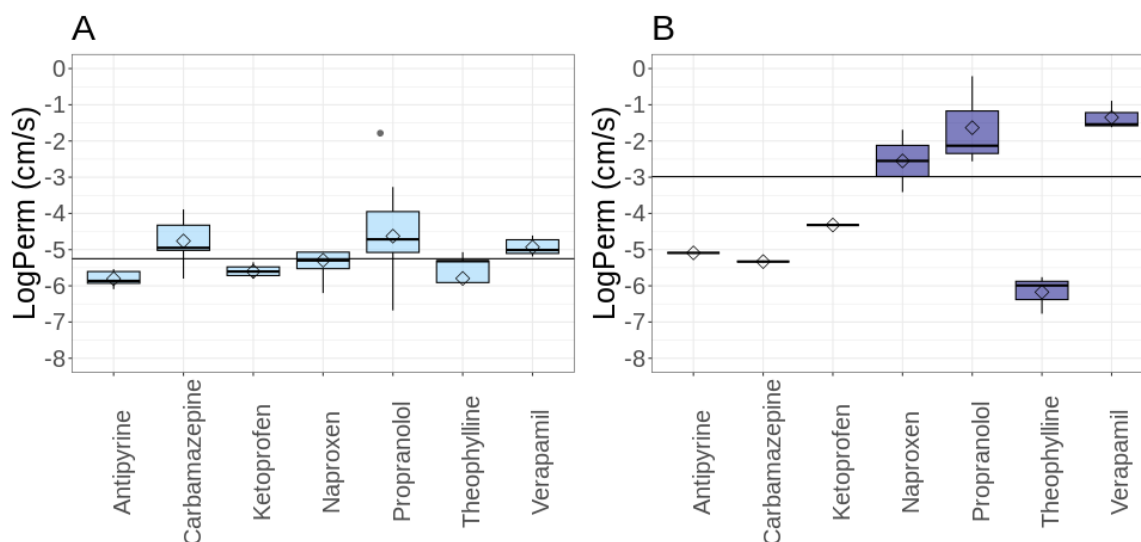 A
LogPerm (cm/s)
0
-1
-2
-3
-4
-5
-6
-7
-8
Antipyrine
Carbamazepine
Ketoprofen
Naproxen
Propranolol
Theophylline
Verapamil
B
LogPerm (cm/s)
0
-1
-2
-3
-4
-5
-6
-7
-8
Antipyrine
Carbamazepine
Ketoprofen
Naproxen
Propranolol
Theophylline
Verapamil